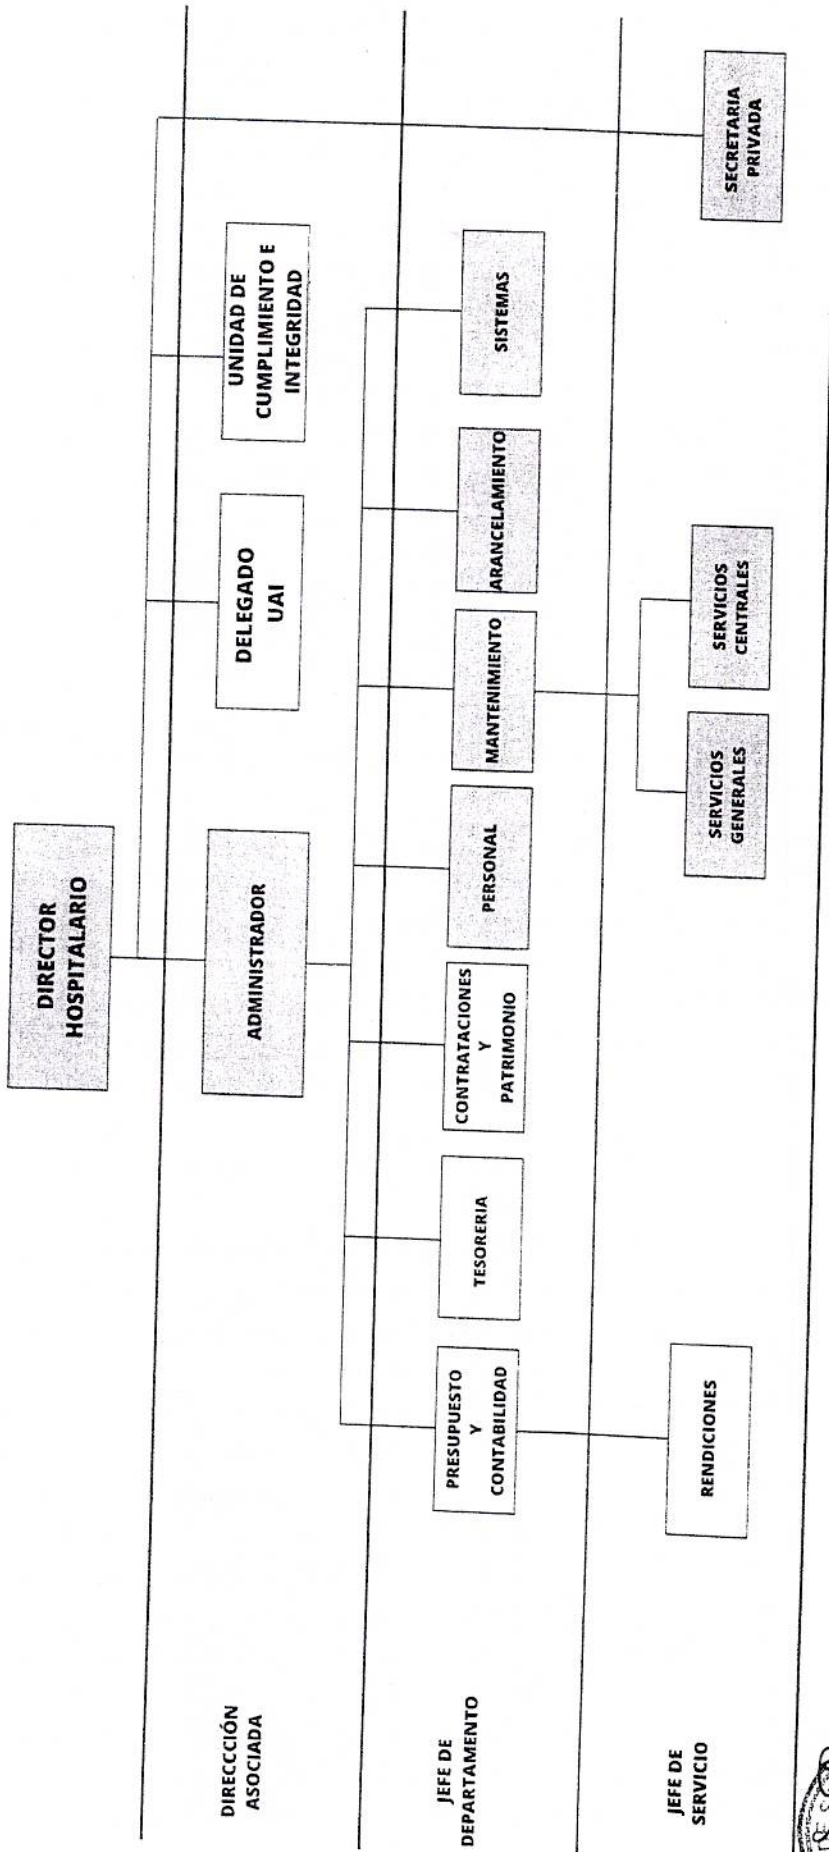 DIRECTOR
HOSPITALARIO
DIRECCCIÓN
ASOCIADA
ADMINISTRADOR
DELEGADO
UAI
UNIDAD DE
CUMPLIMIENTO E
INTEGRIDAD
JEFE DE
DEPARTAMENTO
PRESUPUESTO
Y
CONTABILIDAD
TESORERIA
CONTRATACIONES
Y
PATRIMONIO
PERSONAL
MANTENIMIENTO
ARANCELAMIENTO
SISTEMAS
JEFE DE
SERVICIO
RENDICIONES
SERVICIOS
GENERALES
SERVICIOS
CENTRALES
SECRETARIA
PRIVADA